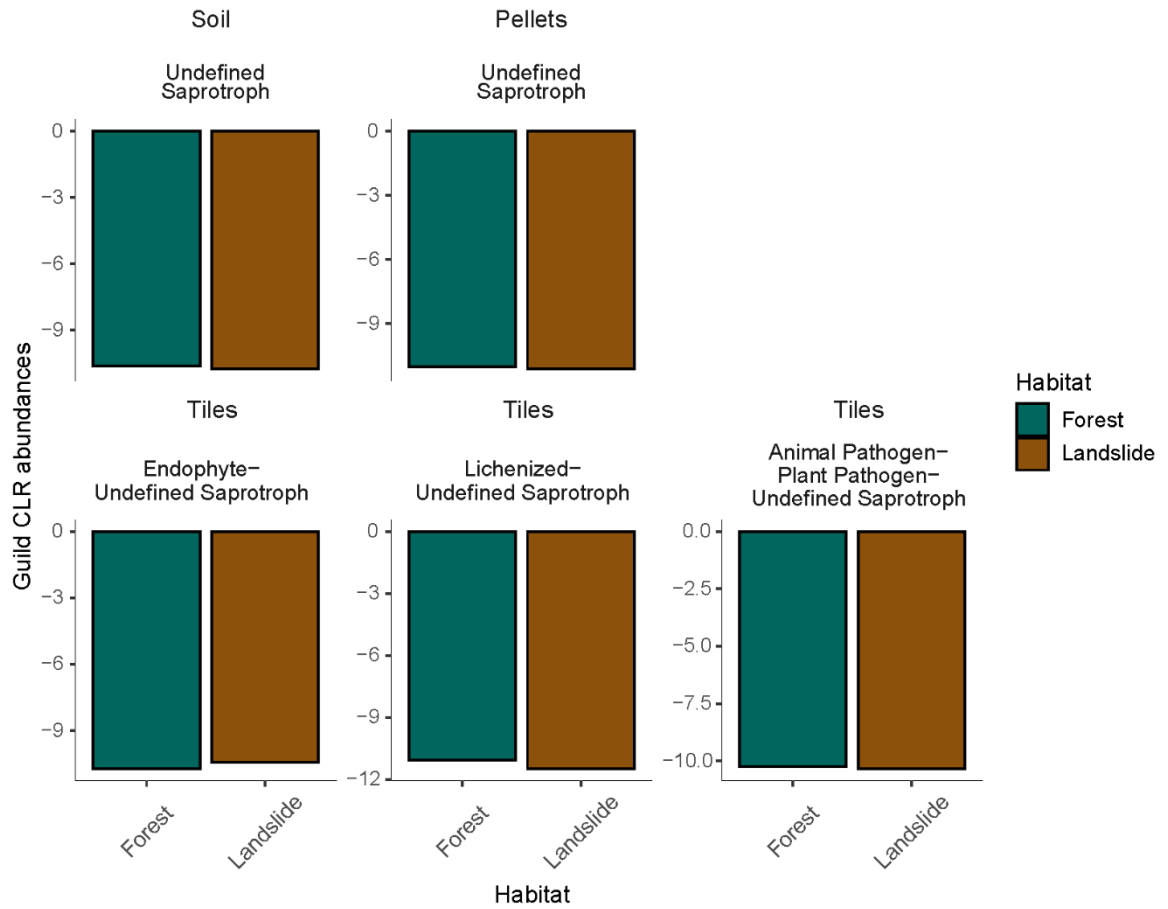 Soil
Pellets
Undefined
Saprotroph
Undefined
Saprotroph
0
−3
−6
−9
0
−3
−6
−9
Guild CLR abundances
Tiles
Tiles
Tiles
Endophyte−
Undefined Saprotroph
Lichenized−
Undefined Saprotroph
Animal Pathogen−
Plant Pathogen−
Undefined Saprotroph
0
−3
−6
−9
0
−3
−6
−9
−12
0.0
−2.5
−5.0
−7.5
−10.0
Forest
Landslide
Forest
Landslide
Forest
Landslide
Habitat
Habitat
Forest
Landslide